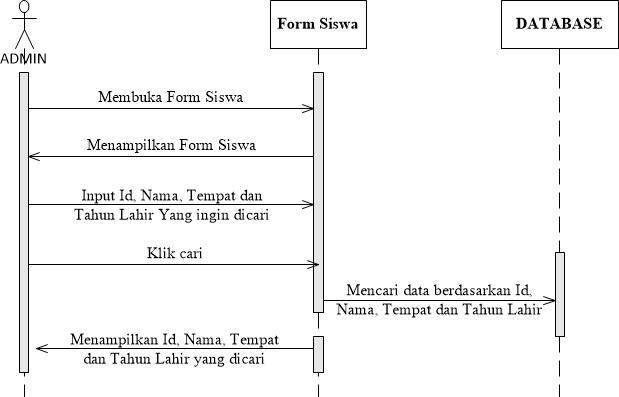 Form Siswa
DATABASE
ADMIN
Membuka Form Siswa
Menampilkan Form Siswa
Input Id, Nama, Tempat dan
Tahun Lahir Yang ingin dicari
Klik cari
Mencari data berdasarkan Id,
Nama, Tempat dan Tahun Lahir
Menampilkan Id, Nama, Tempat
dan Tahun Lahir yang dicari